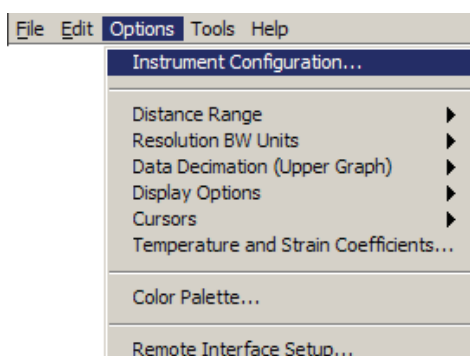 File Edit Options Tools Help
Instrument Configuration...
Distance Range
Resolution BW Units
Data Decimation (Upper Graph)
Display Options
Cursors
Temperature and Strain Coefficients...
Color Palette...
Remote Interface Setup...